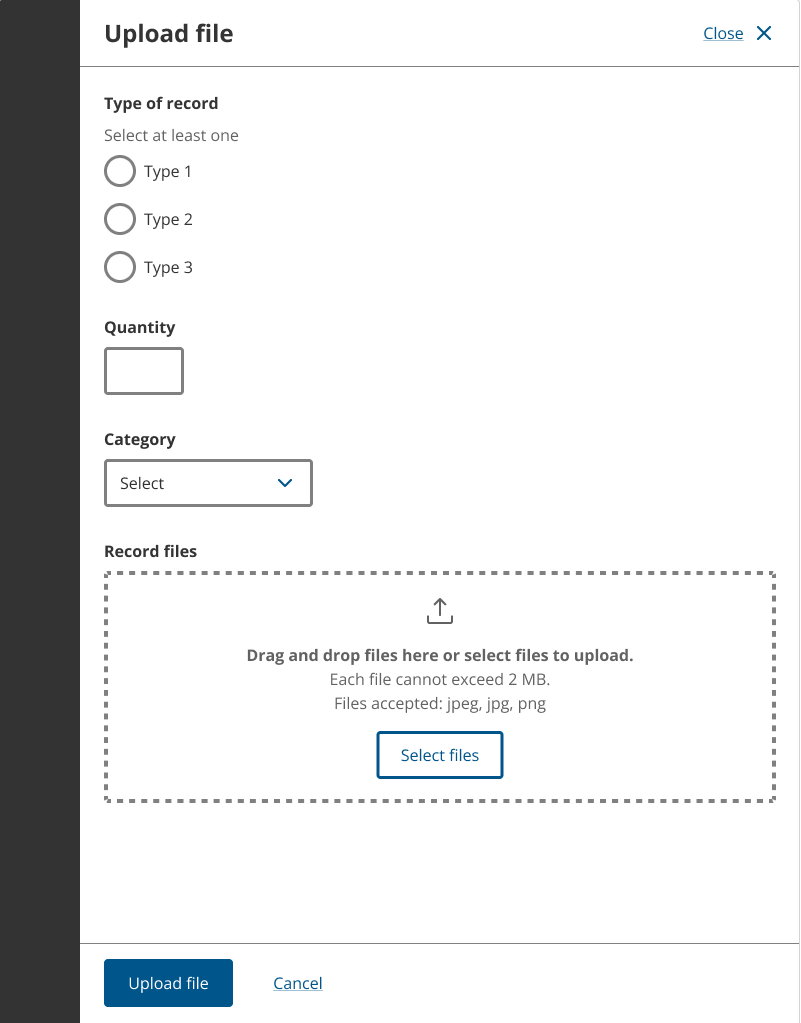 Upload file
Close
Type of record
Select at least one
Type 1
Type 2
Type 3
Quantity
Category
Select
Record files
Drag and drop files here or select files to upload.
Each file cannot exceed 2 MB.
Files accepted: jpeg, jpg, png
Select files
Upload file
Cancel